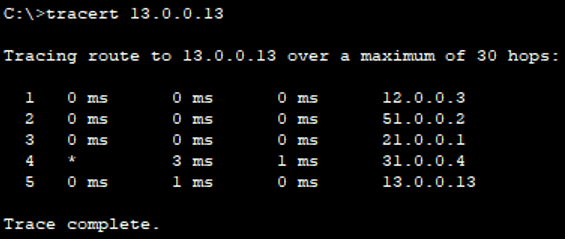 C:\>tracert 13.0.0.13
Tracing route to 13.0.0.13 over a maximum of 30 hops:
1 0 ms 0 ms 0 ms 12.0.0.3
2 0 ms 0 ms 0 ms 51.0.0.2
3 0 ms 0 ms 0 ms 21.0.0.1
4 * 3 ms 1 ms 31.0.0.4
5 0 ms 1 ms 0 ms 13.0.0.13
Trace complete.